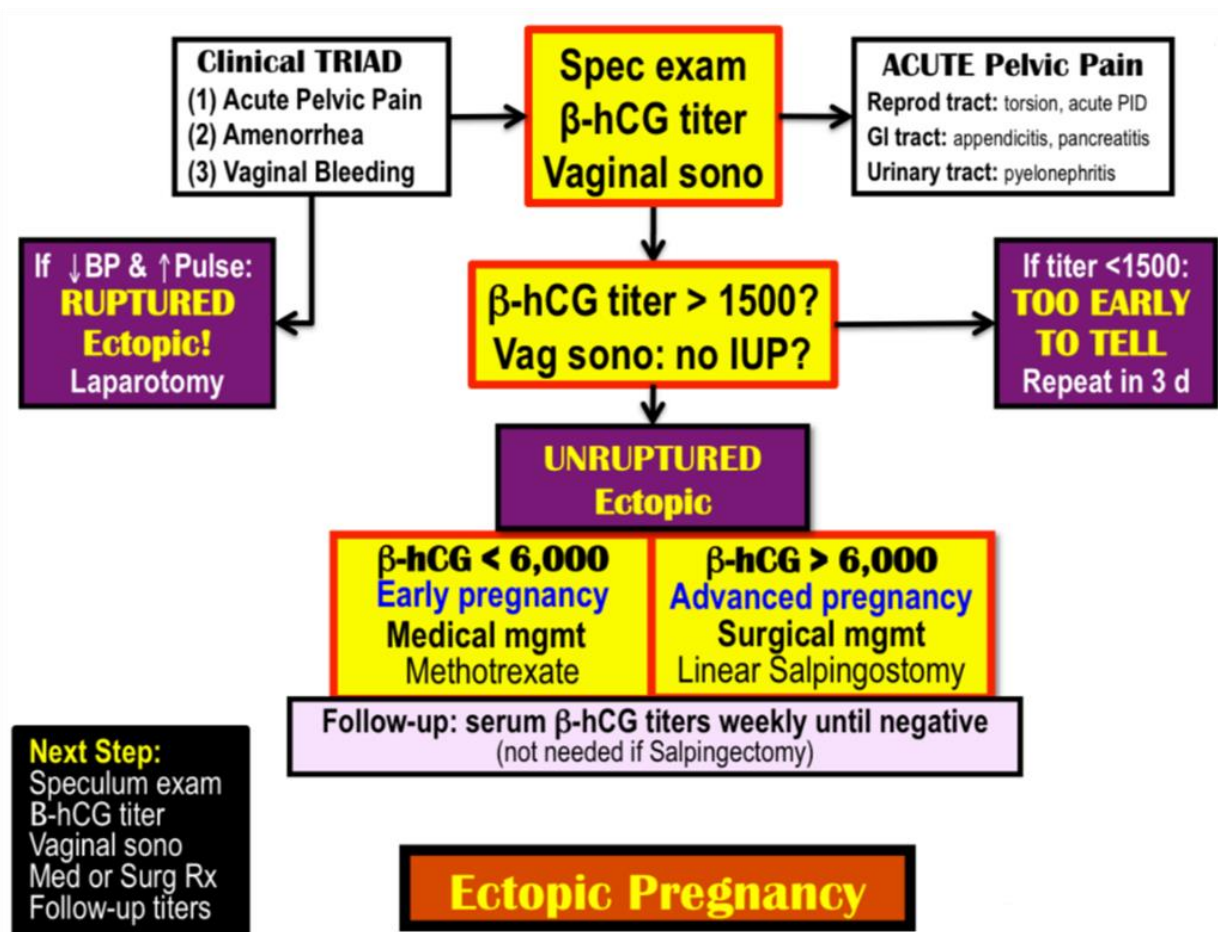 Clinical TRIAD
(1) Acute Pelvic Pain
(2) Amenorrhea
(3) Vaginal Bleeding
Spec exam
β-hCG titer
Vaginal sono
ACUTE Pelvic Pain
Reprod tract: torsion, acute PID
GI tract: appendicitis, pancreatitis
Urinary tract: pyelonephritis
If ↓BP & ↑Pulse:
RUPTURED
Ectopic!
Laparotomy
β-hCG titer > 1500?
Vag sono: no IUP?
If titer <1500:
TOO EARLY
TO TELL
Repeat in 3 d
UNRUPTURED
Ectopic
β-hCG < 6,000
Early pregnancy
Medical mgmt
Methotrexate
β-hCG > 6,000
Advanced pregnancy
Surgical mgmt
Linear Salpingostomy
Follow-up: serum β-hCG titers weekly until negative
(not needed if Salpingectomy)
Next Step:
Speculum exam
B-hCG titer
Vaginal sono
Med or Surg Rx
Follow-up titers
Ectopic Pregnancy